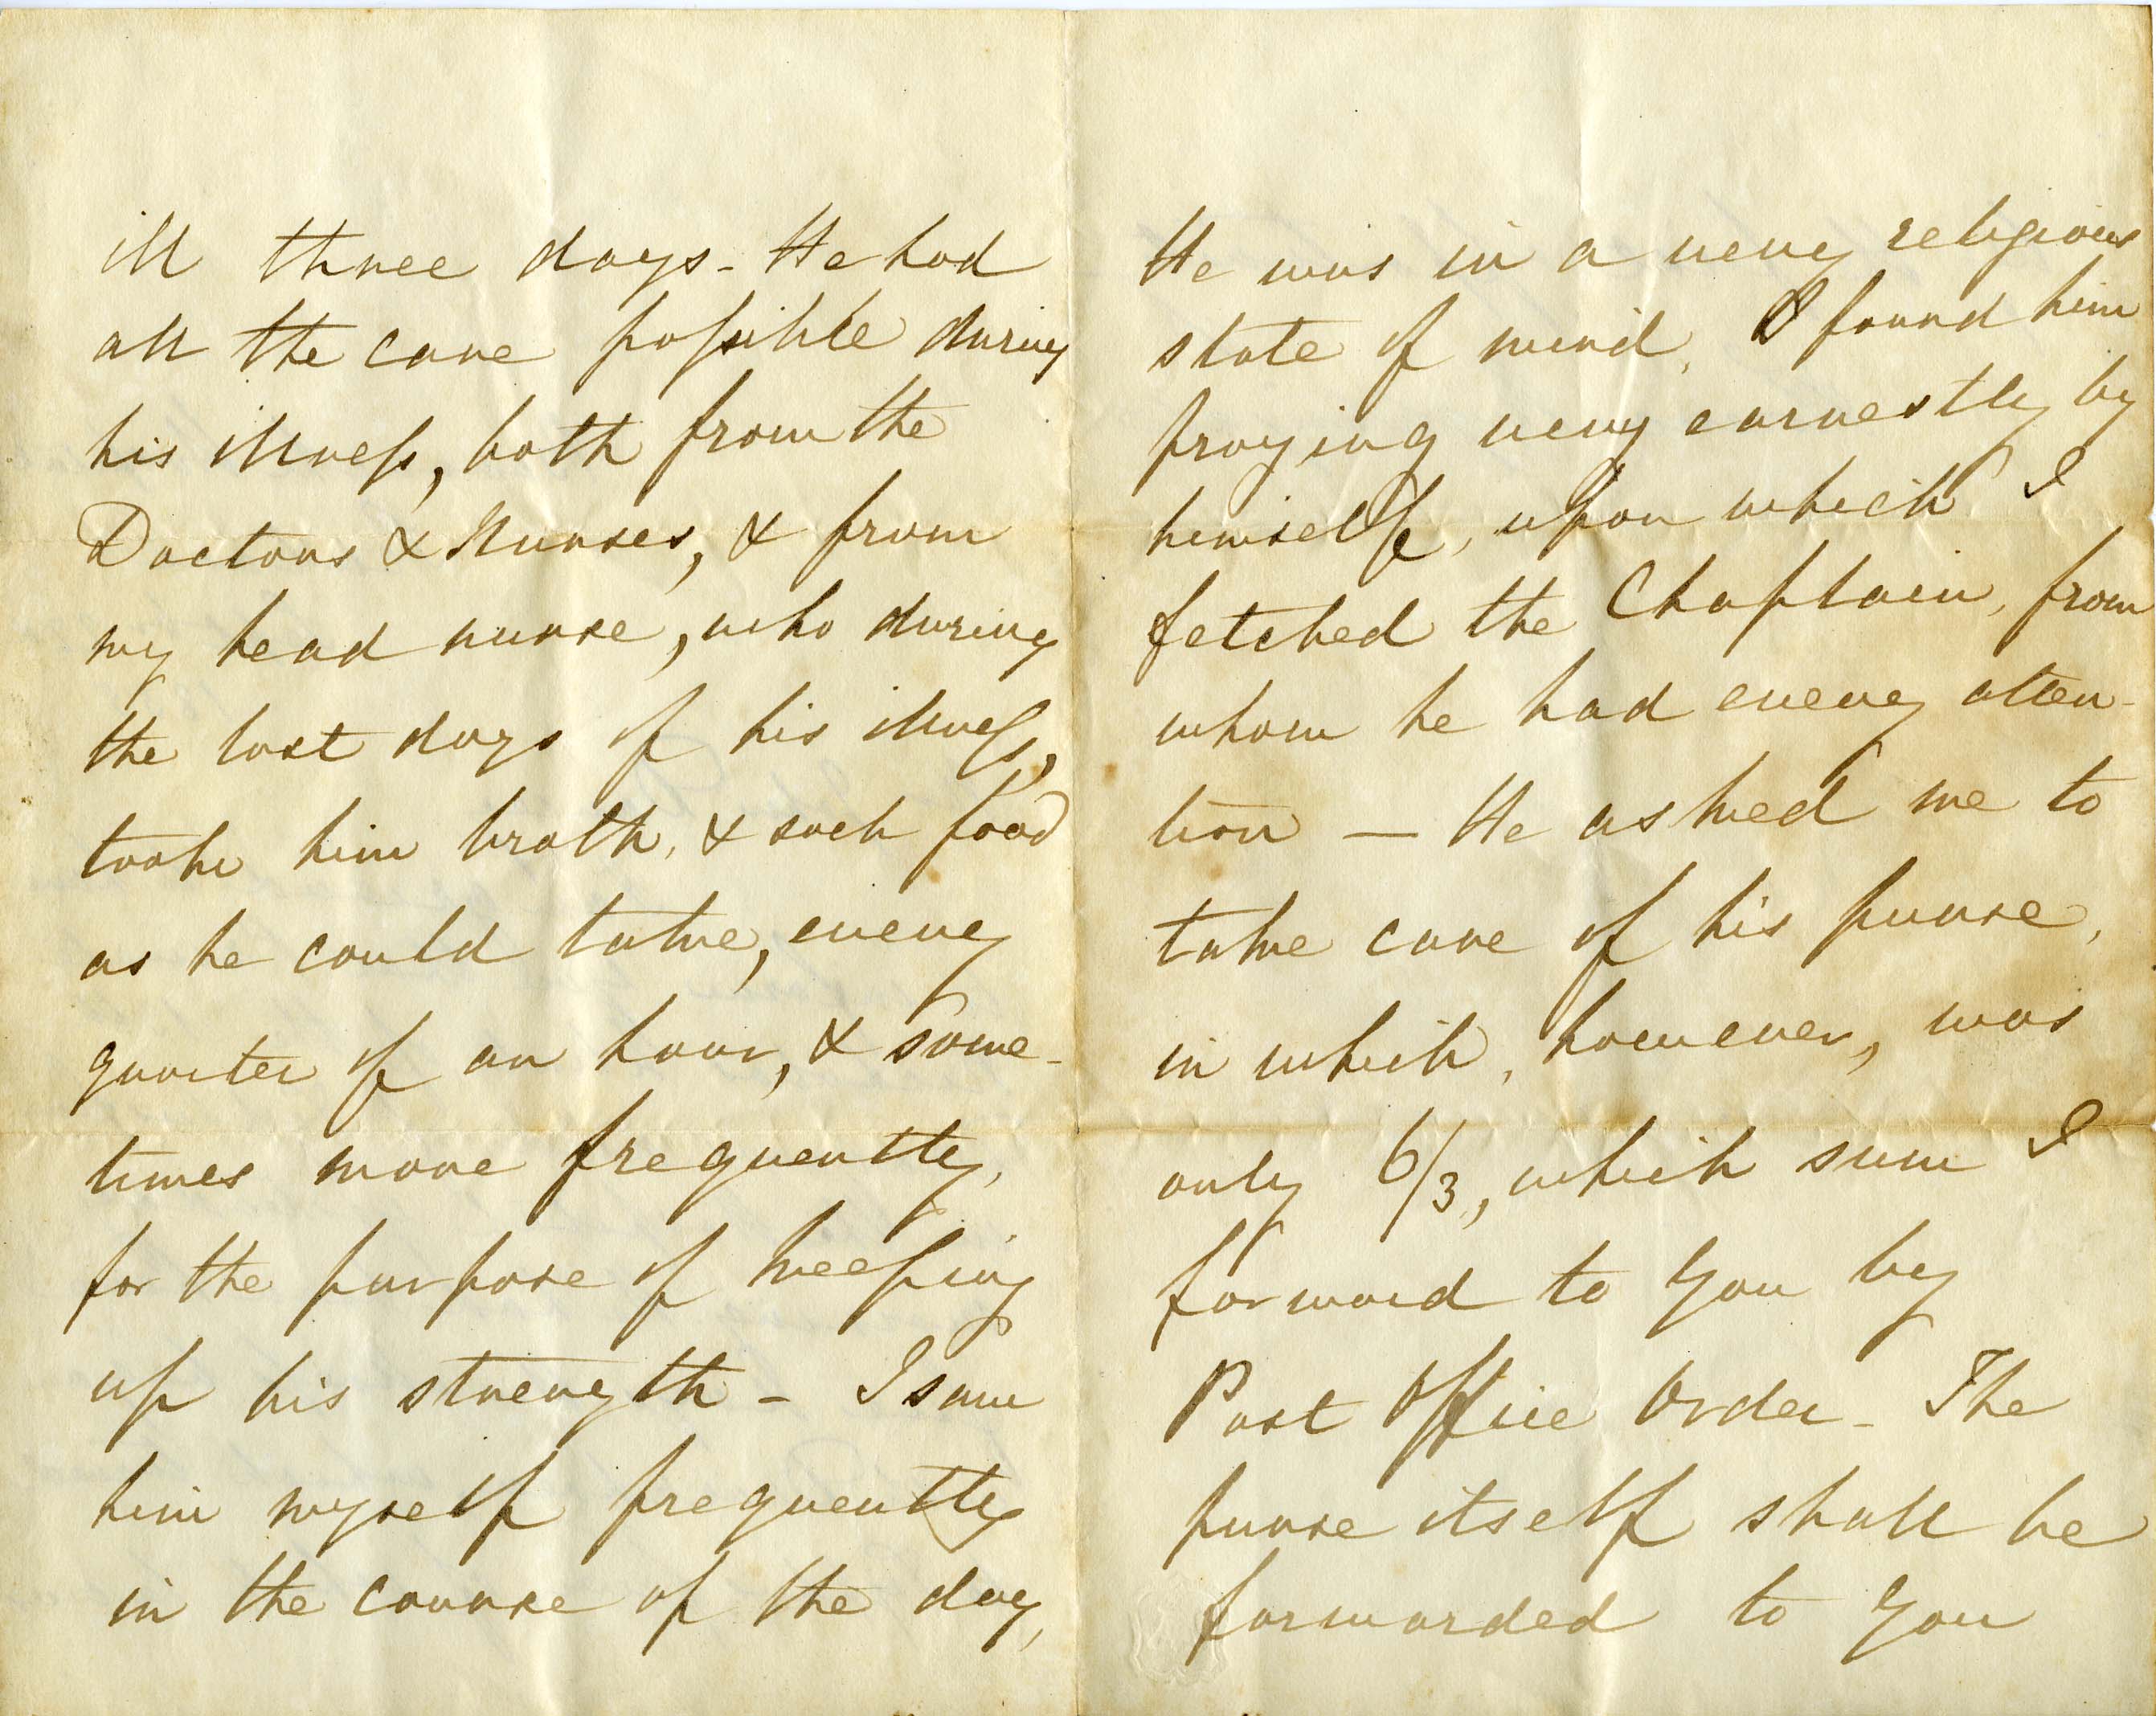 ill three days - He had
all the care possible during
his illness, both from the
Doctors & Nurses, & from
my head nurse, who during
the last days of his illness,
took him broth, & such food
as he could take, every
quarter of an hour, & some-
times more frequently,
for the purpose of keeping
up his strength - I saw
him myself frequently
in the course of the day,
He was in a very religious
state of mind, I found him
praying very earnestly by
himself, upon which I
fetched the Chaplain, from
whom he had every atten-
tion — He asked me to
take care of his purse,
in which, however, was
only 6/3, which sum I
forward to you by
Post Office Order - The
purse itself shall be
forwarded to you